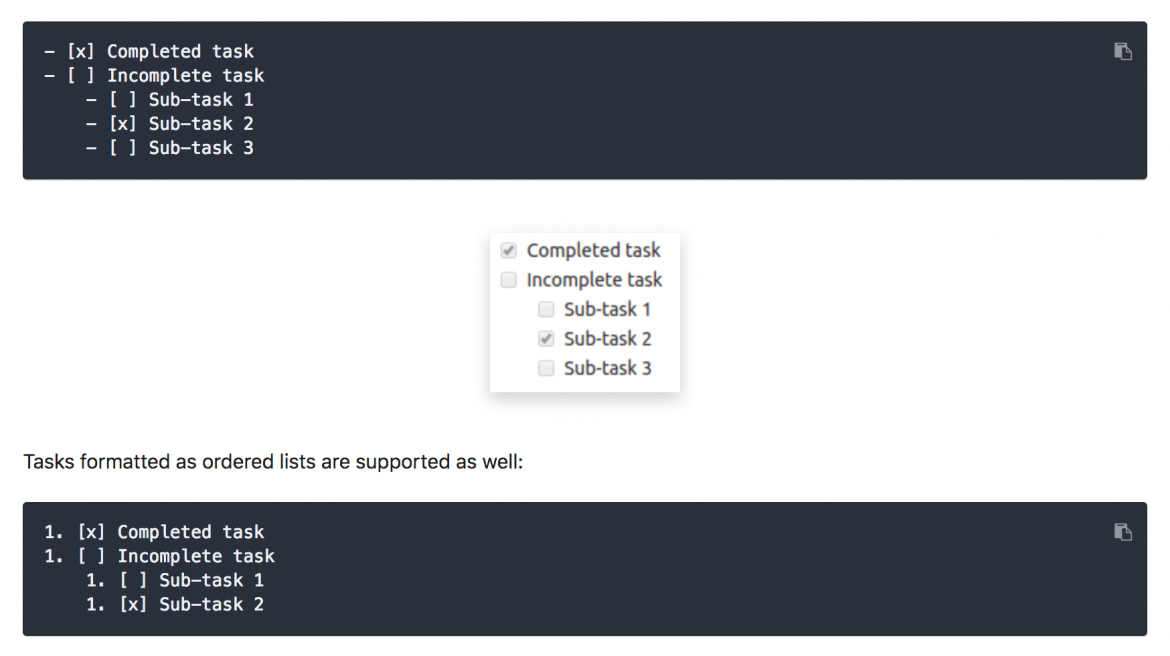 - [x] Completed task
- [ ] Incomplete task
    - [ ] Sub-task 1
    - [x] Sub-task 2
    - [ ] Sub-task 3
Completed task
Incomplete task
Sub-task 1
Sub-task 2
Sub-task 3
Tasks formatted as ordered lists are supported as well:
1. [x] Completed task
1. [ ] Incomplete task
    1. [ ] Sub-task 1
    1. [x] Sub-task 2